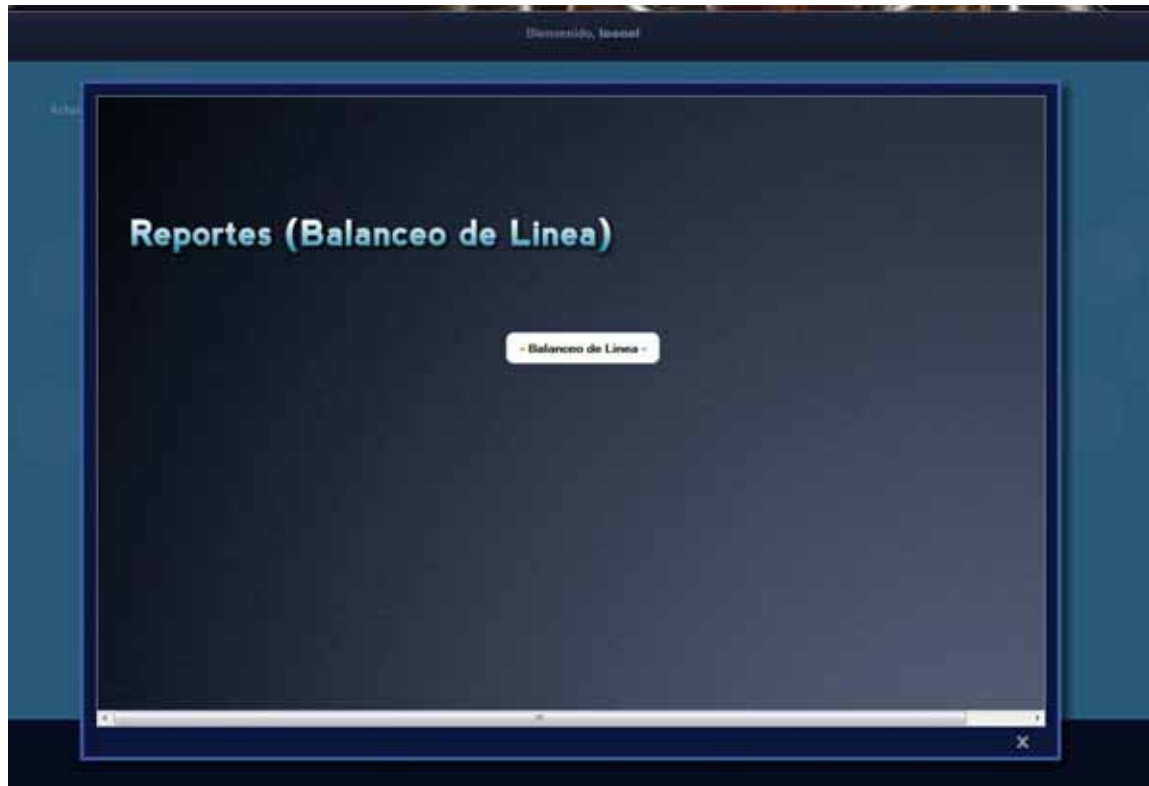 Bienvenido, leonel
Reportes (Balanceo de Linea)
- Balanceo de Linea -